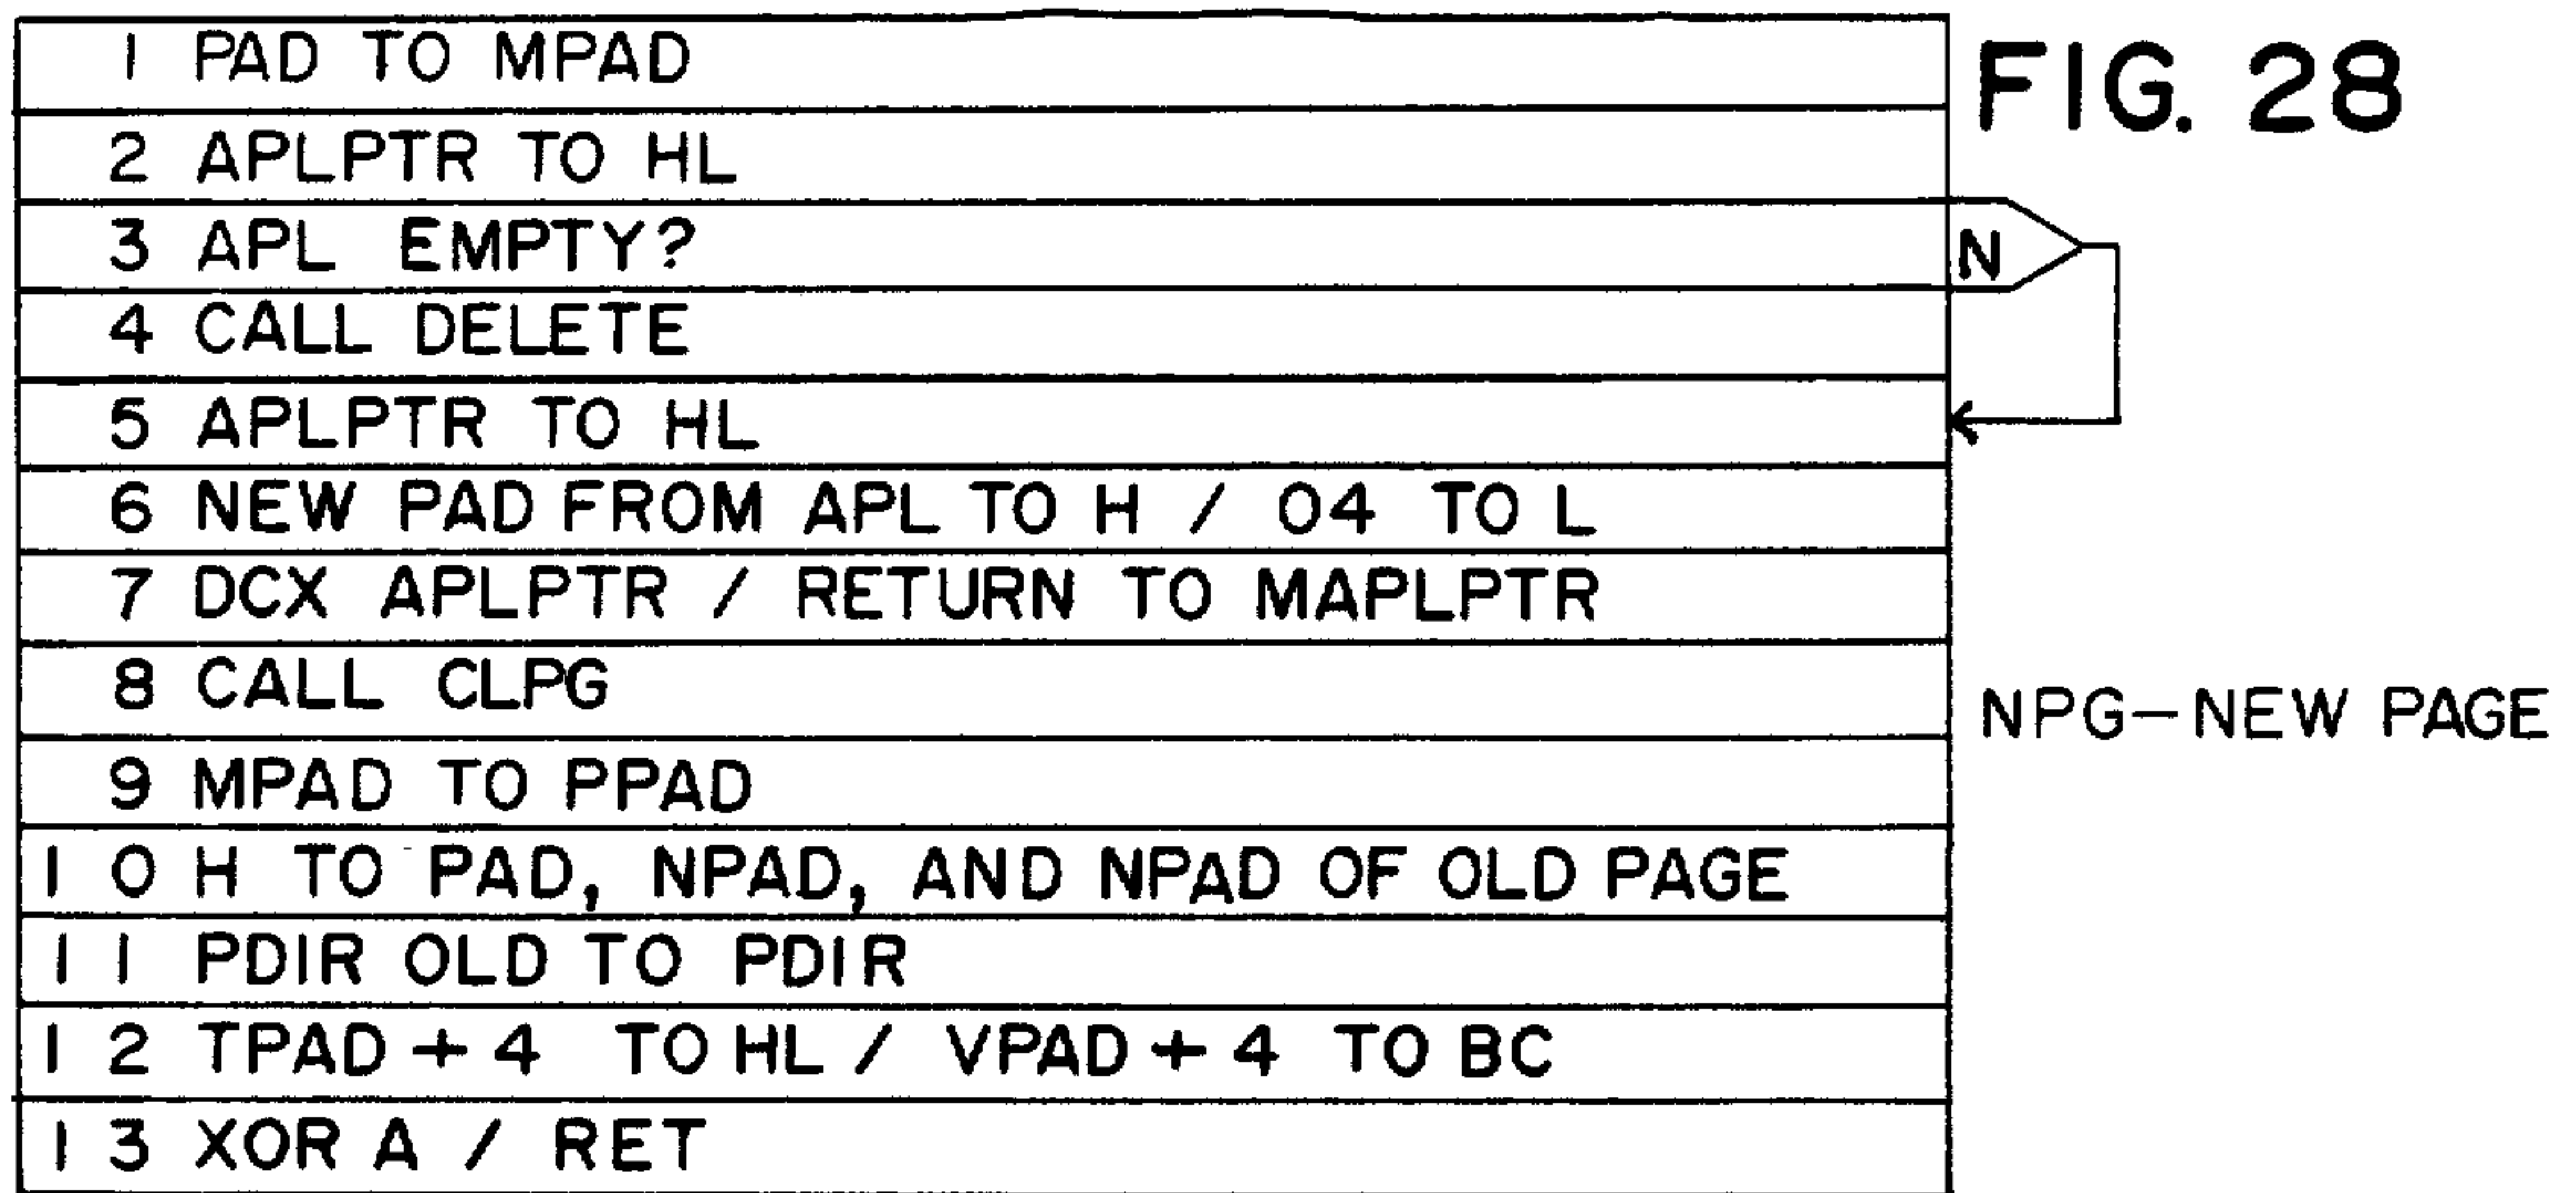 1 PAD TO MPAD
FIG. 28
2 APLPTR TO HL
3 APL EMPTY?
N
4 CALL DELETE
5 APLPTR TO HL
6 NEW PAD FROM APL TO H / 04 TO L
7 DCX APLPTR / RETURN TO MAPLPTR
8 CALL CLPG
NPG-NEW PAGE
9 MPAD TO PPAD
10 H TO PAD, NPAD, AND NPAD OF OLD PAGE
11 PDIR OLD TO PDIR
12 TPAD + 4 TO HL / VPAD + 4 TO BC
13 XOR A / RET